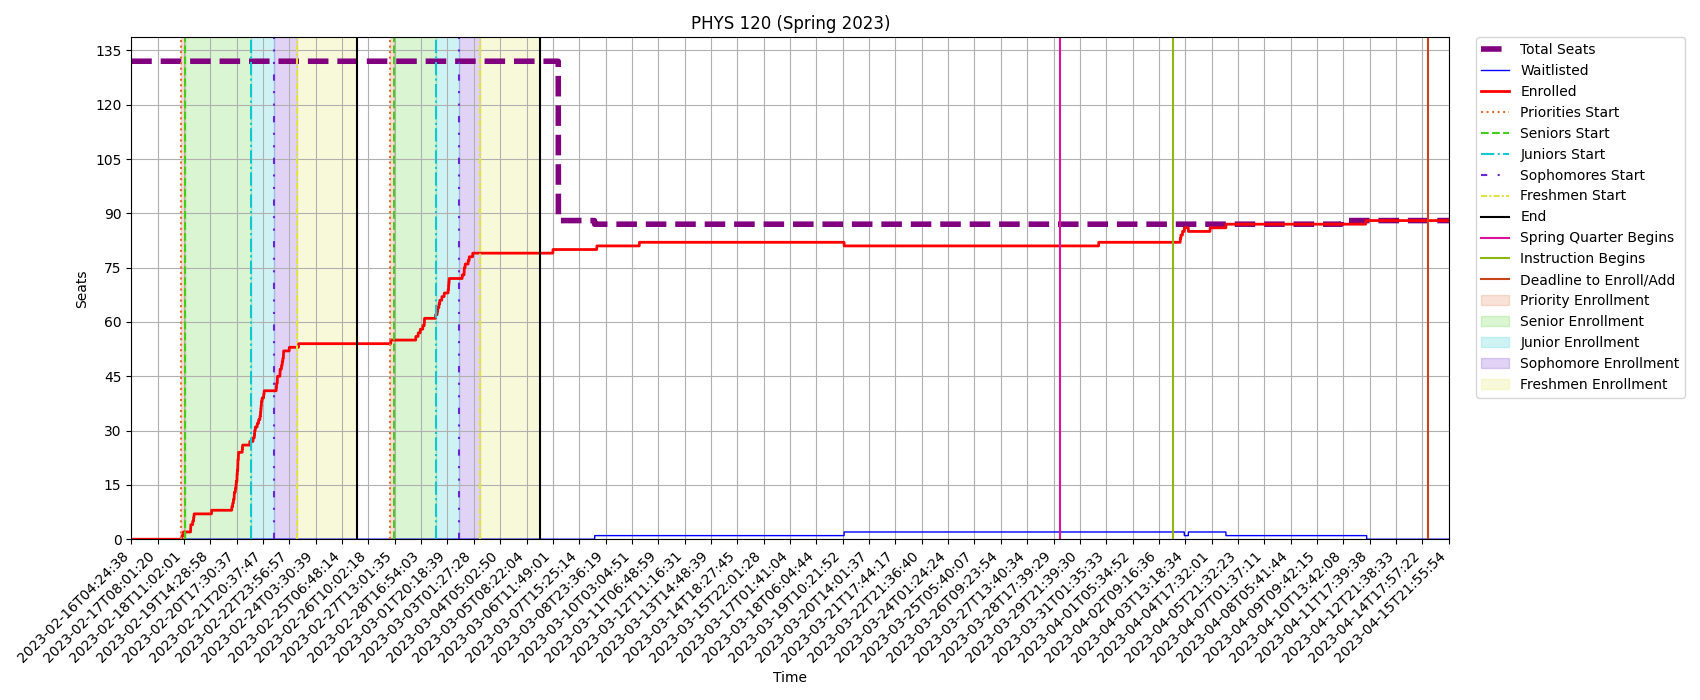 PHYS 120 (Spring 2023)
135
120
105
90
75
60
45
30
15
0
Seats
2023-02-16T04:24:38
2023-02-17T08:01:20
2023-02-18T11:02:01
2023-02-19T14:28:58
2023-02-20T17:30:37
2023-02-21T20:37:47
2023-02-22T23:56:57
2023-02-24T03:30:39
2023-02-25T06:48:14
2023-02-26T10:02:18
2023-02-27T13:01:35
2023-02-28T16:54:03
2023-03-01T20:18:39
2023-03-04T01:27:28
2023-03-04T05:02:50
2023-03-05T08:22:04
2023-03-06T11:49:01
2023-03-07T15:25:14
2023-03-08T23:36:19
2023-03-10T03:04:51
2023-03-11T06:48:59
2023-03-12T11:16:31
2023-03-13T14:48:39
2023-03-14T18:27:45
2023-03-15T22:01:28
2023-03-17T01:41:04
2023-03-18T06:04:44
2023-03-19T10:21:52
2023-03-20T14:01:37
2023-03-21T17:44:17
2023-03-22T21:36:40
2023-03-24T01:24:24
2023-03-25T05:40:07
2023-03-26T09:23:54
2023-03-27T13:40:34
2023-03-28T17:39:29
2023-03-29T21:39:30
2023-03-31T01:35:33
2023-04-01T05:34:52
2023-04-02T09:16:36
2023-04-03T13:18:34
2023-04-04T17:32:01
2023-04-05T21:32:23
2023-04-07T01:37:11
2023-04-08T05:41:44
2023-04-09T09:42:15
2023-04-10T13:42:08
2023-04-11T17:39:38
2023-04-12T21:38:33
2023-04-14T17:57:22
2023-04-15T21:55:54
Time
Total Seats
Waitlisted
Enrolled
Priorities Start
Seniors Start
Juniors Start
Sophomores Start
Freshmen Start
End
Spring Quarter Begins
Instruction Begins
Deadline to Enroll/Add
Priority Enrollment
Senior Enrollment
Junior Enrollment
Sophomore Enrollment
Freshmen Enrollment